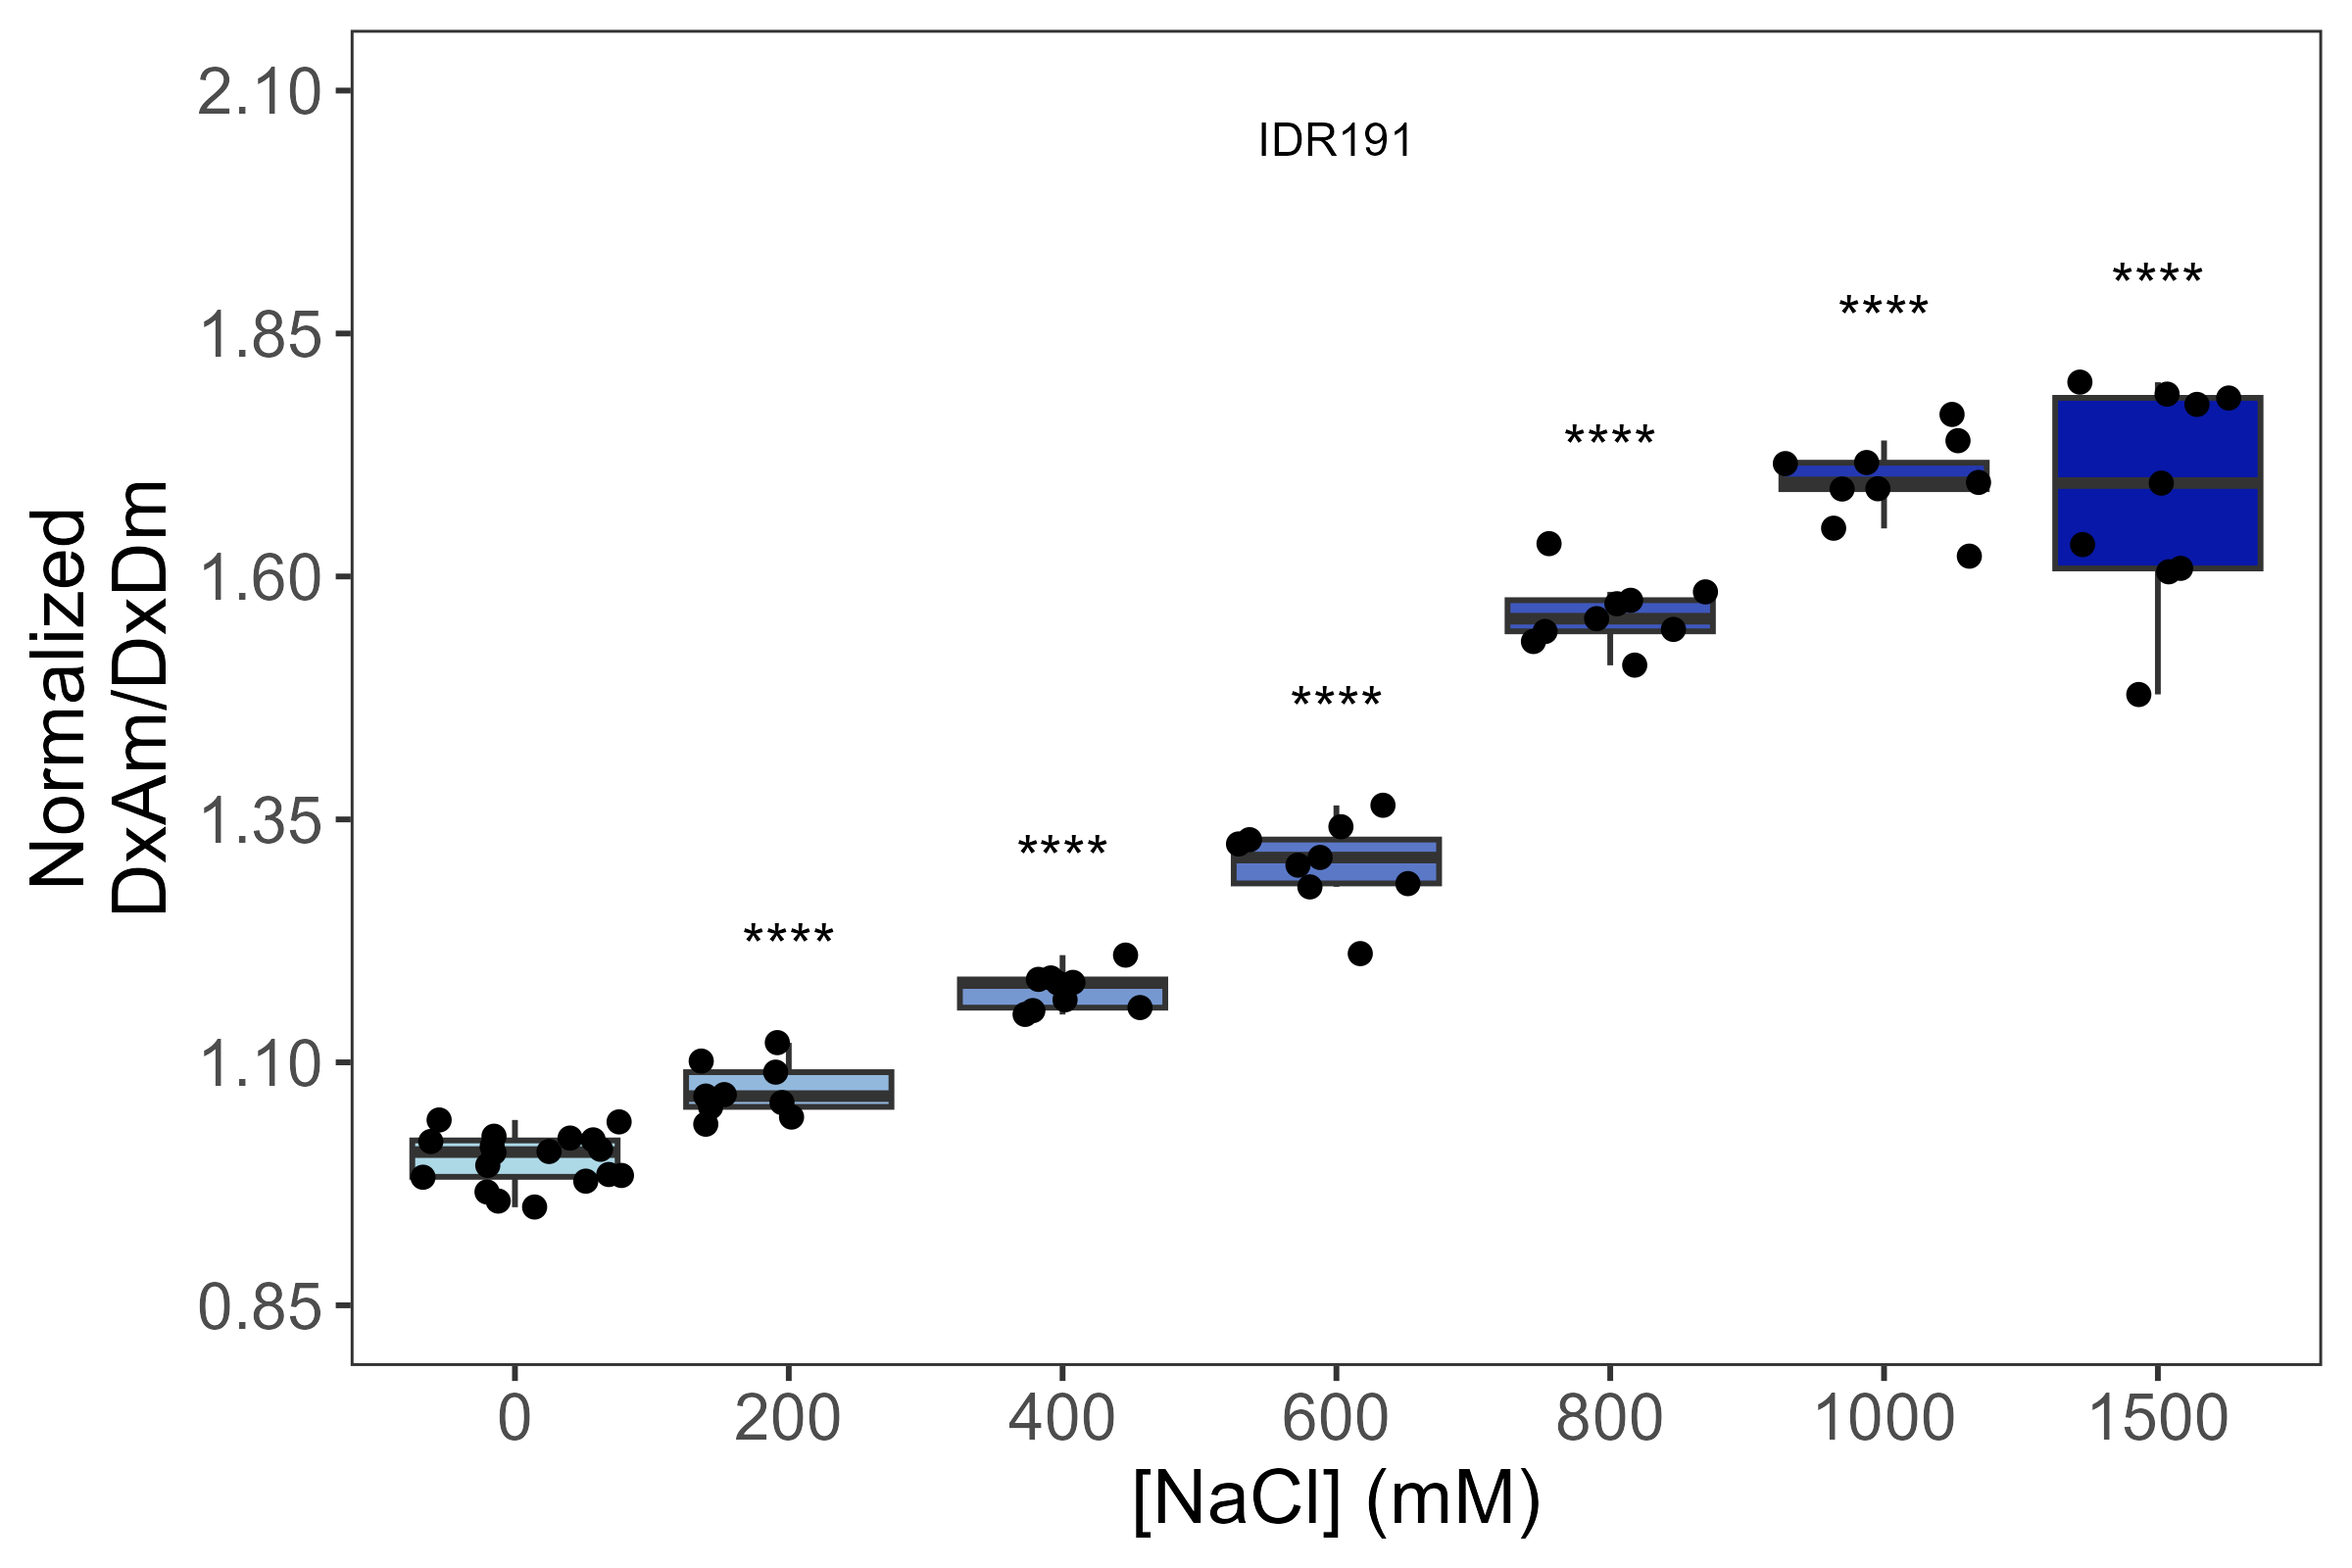 IDR191
****
****
****
****
****
****
2.10
1.85
1.60
1.35
1.10
0.85
Normalized
DxAm/DxDm
0 200 400 600 800 1000 1500
[NaCl] (mM)